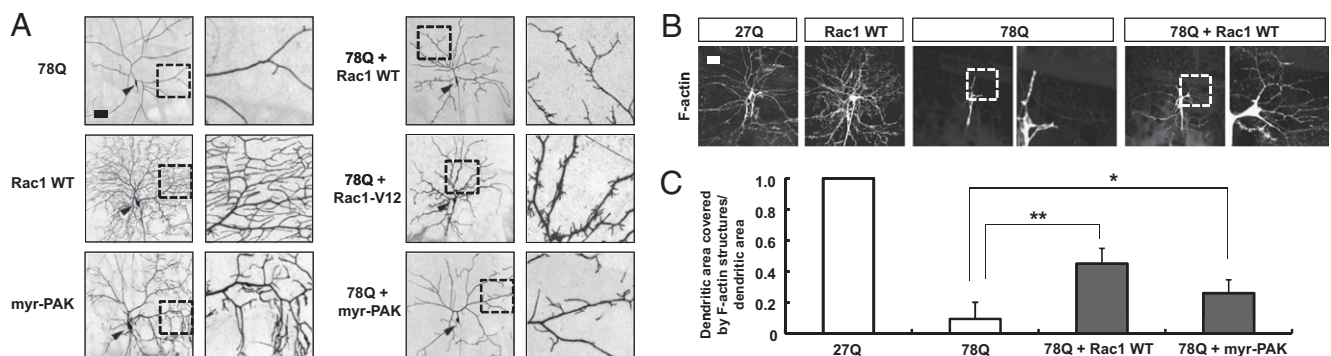 A
78Q
Rac1 WT
myr-PAK
78Q +
Rac1 WT
78Q +
Rac1-V12
78Q +
myr-PAK
B
27Q
Rac1 WT
78Q
78Q + Rac1 WT
F-actin
C
Dendritic area covered
by F-actin structures/
dendritic area
1.0
0.8
0.6
0.4
0.2
0
*
**
27Q
78Q
78Q + Rac1 WT
78Q + myr-PAK